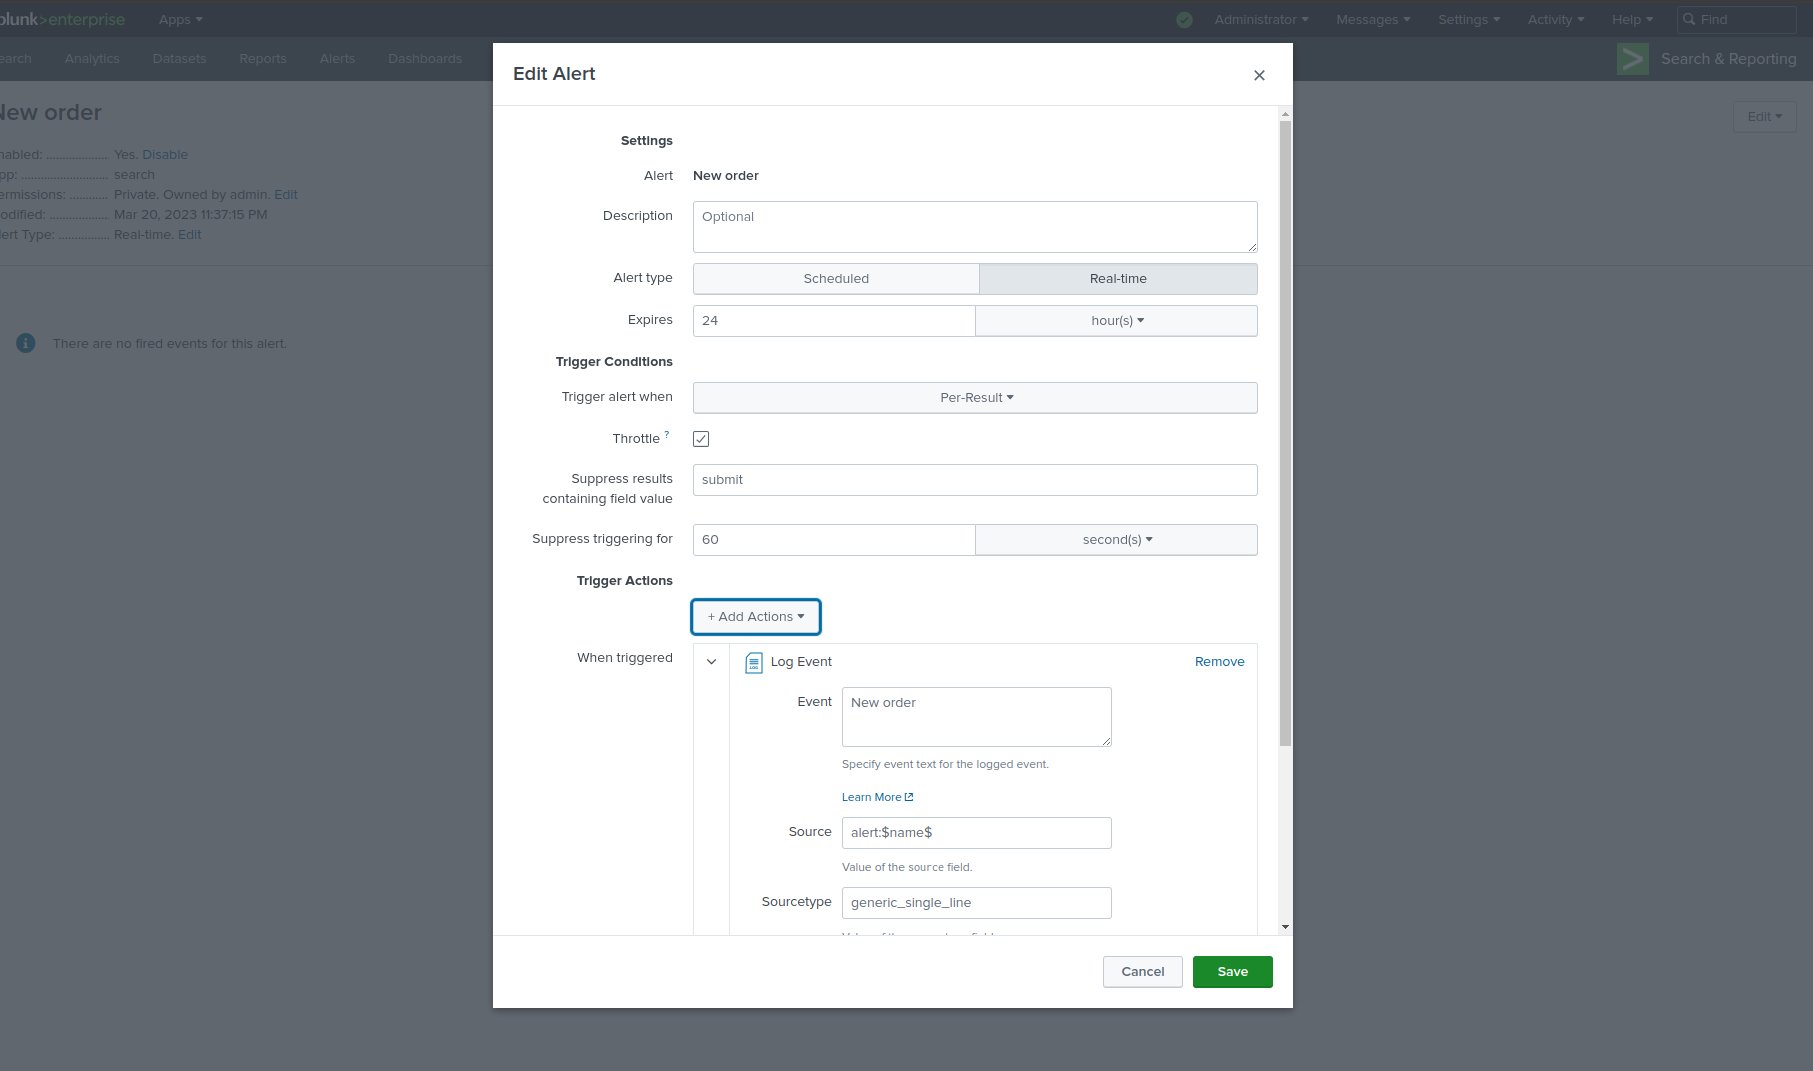 plunk>enterprise Apps Administrator Messages Settings Activity Help Find
earch Analytics Datasets Reports Alerts Dashboards Search & Reporting
New order
Edit
nabled: Yes. Disable
pp: search
ermissions: Private. Owned by admin. Edit
odified: Mar 20, 2023 11:37:15 PM
lert Type: Real-time. Edit
There are no fired events for this alert.
Edit Alert
Settings
Alert New order
Description Optional
Alert type Scheduled Real-time
Expires 24 hour(s)
Trigger Conditions
Trigger alert when Per-Result
Throttle ?
Suppress results
containing field value submit
Suppress triggering for 60 second(s)
Trigger Actions
+ Add Actions
When triggered Log Event Remove
Event New order
Specify event text for the logged event.
Learn More
Source alert:$name$
Value of the source field.
Sourcetype generic_single_line
Cancel Save